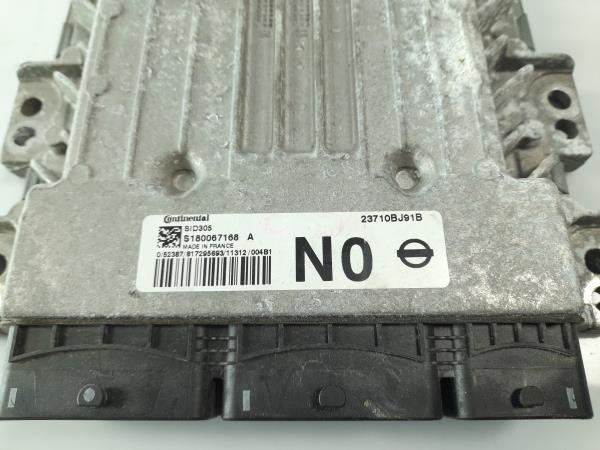 Continental
SID305
S180067168 A
MADE IN FRANCE
0/52387/817295693/11312/004B1
23710BJ91B
N0